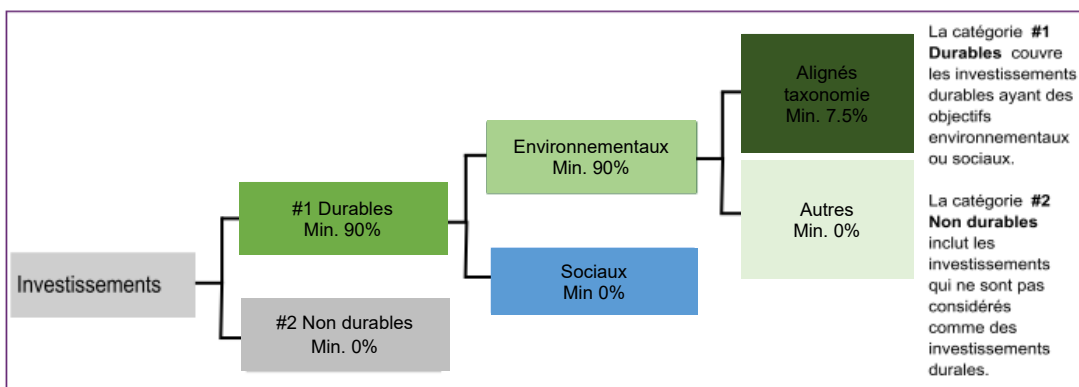 Investissements
#1 Durables
Min. 90%
#2 Non durables
Min. 0%
Environnementaux
Min. 90%
Sociaux
Min 0%
Alignés
taxonomie
Min. 7.5%
Autres
Min. 0%
La catégorie #1
Durables couvre
les investissements
durables ayant des
objectifs
environnementaux
ou sociaux.
La catégorie #2
Non durables
inclut les
investissements
qui ne sont pas
considérés
comme des
investissements
durales.